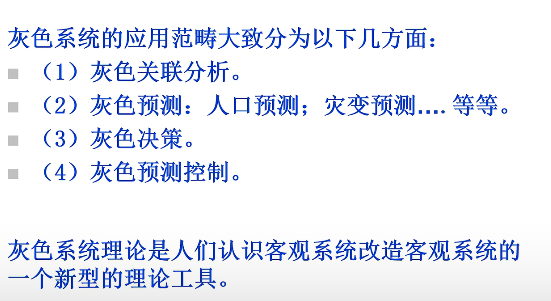 灰色系统的应用范畴大致分为以下几方面：
（1）灰色关联分析。
（2）灰色预测：人口预测；灾变预测....等等。
（3）灰色决策。
（4）灰色预测控制。
灰色系统理论是人们认识客观系统改造客观系统的
一个新型的理论工具。